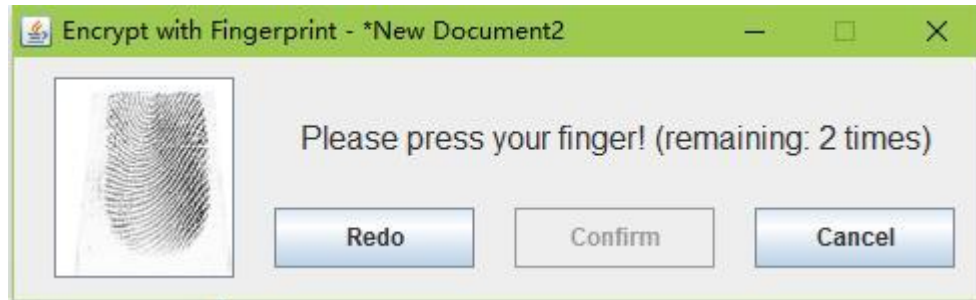 Encrypt with Fingerprint - *New Document2
Please press your finger! (remaining: 2 times)
Redo Confirm Cancel